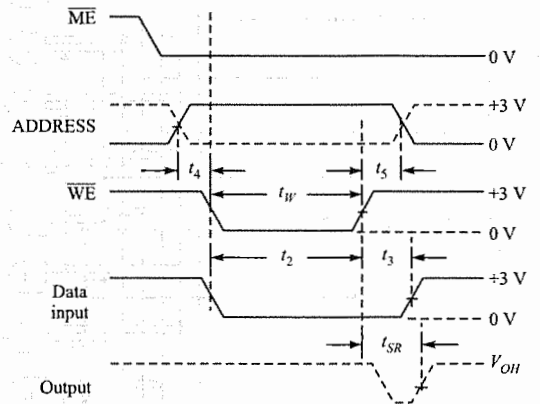 ME
0 V
+3 V
ADDRESS
0 V
t4
t5
WE
tW
+3 V
0 V
t2
t3
+3 V
Data
input
0 V
tSR
VOH
Output